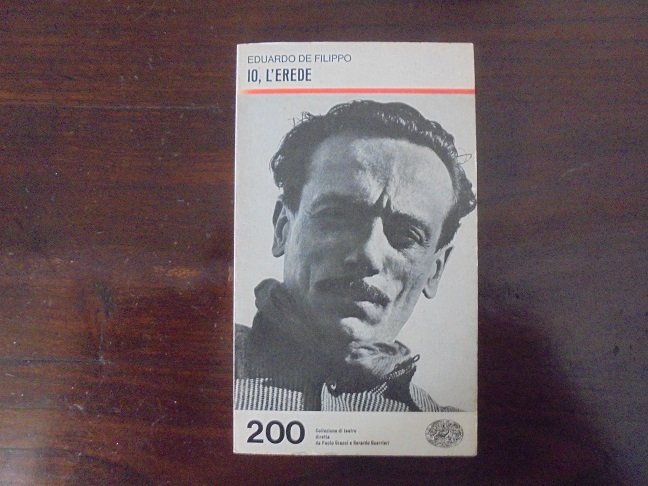 EDUARDO DE FILIPPO
IO, L'EREDE
200
Collezione di teatro
diretta
da Paolo Grassi e Gerardo Guerrieri